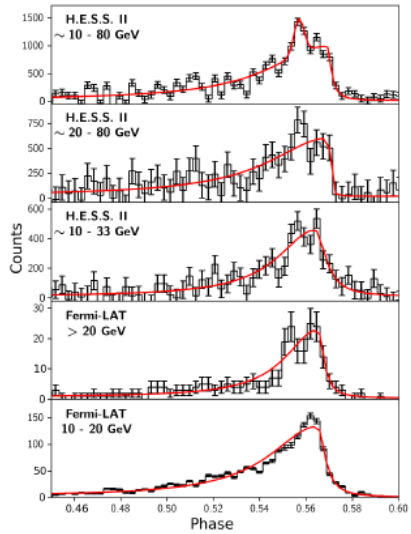 H.E.S.S. II
~ 10 - 80 GeV
1500
1000
500
0
H.E.S.S. II
~ 20 - 80 GeV
750
500
250
0
H.E.S.S. II
~ 10 - 33 GeV
600
400
200
0
Counts
Fermi-LAT
> 20 GeV
30
20
10
0
Fermi-LAT
10 - 20 GeV
150
100
50
0
0.46 0.48 0.50 0.52 0.54 0.56 0.58 0.60
Phase